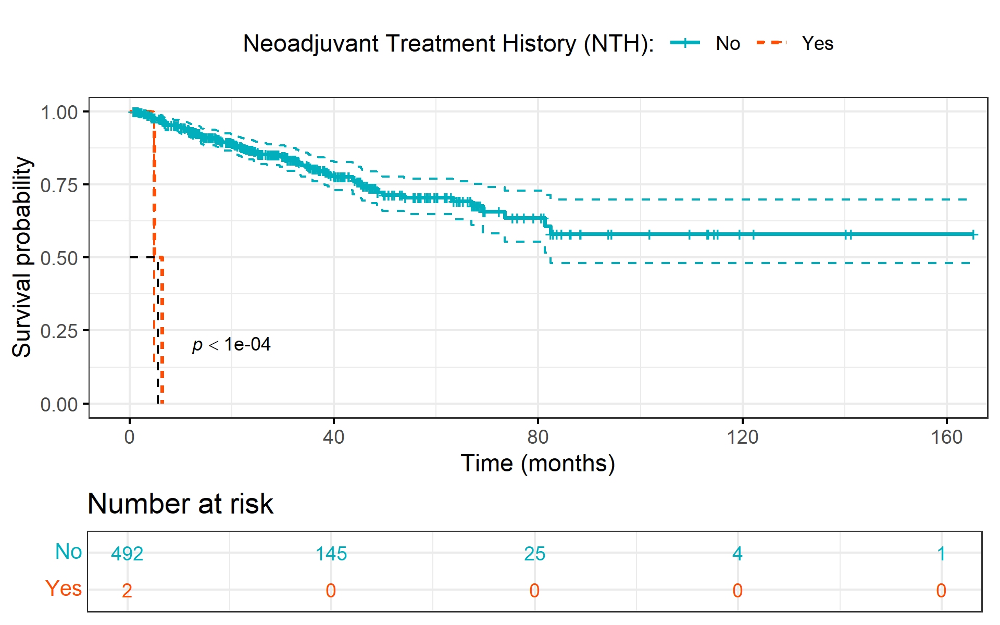 Neoadjuvant Treatment History (NTH): No Yes
Survival probability
1.00
0.75
0.50
0.25
0.00
p < 1e-04
0 40 80 120 160
Time (months)
Number at risk
No 492 145 25 4 1
Yes 2 0 0 0 0